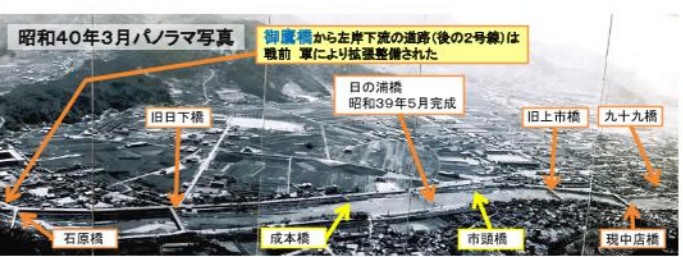 昭和40年3月パノラマ写真
御鷹橋から左岸下流の道路(後の2号線)は
戦前 軍により拡張整備された
日の浦橋
昭和39年5月完成
旧日下橋
旧上市橋
九十九橋
石原橋
成本橋
市頭橋
現中店橋